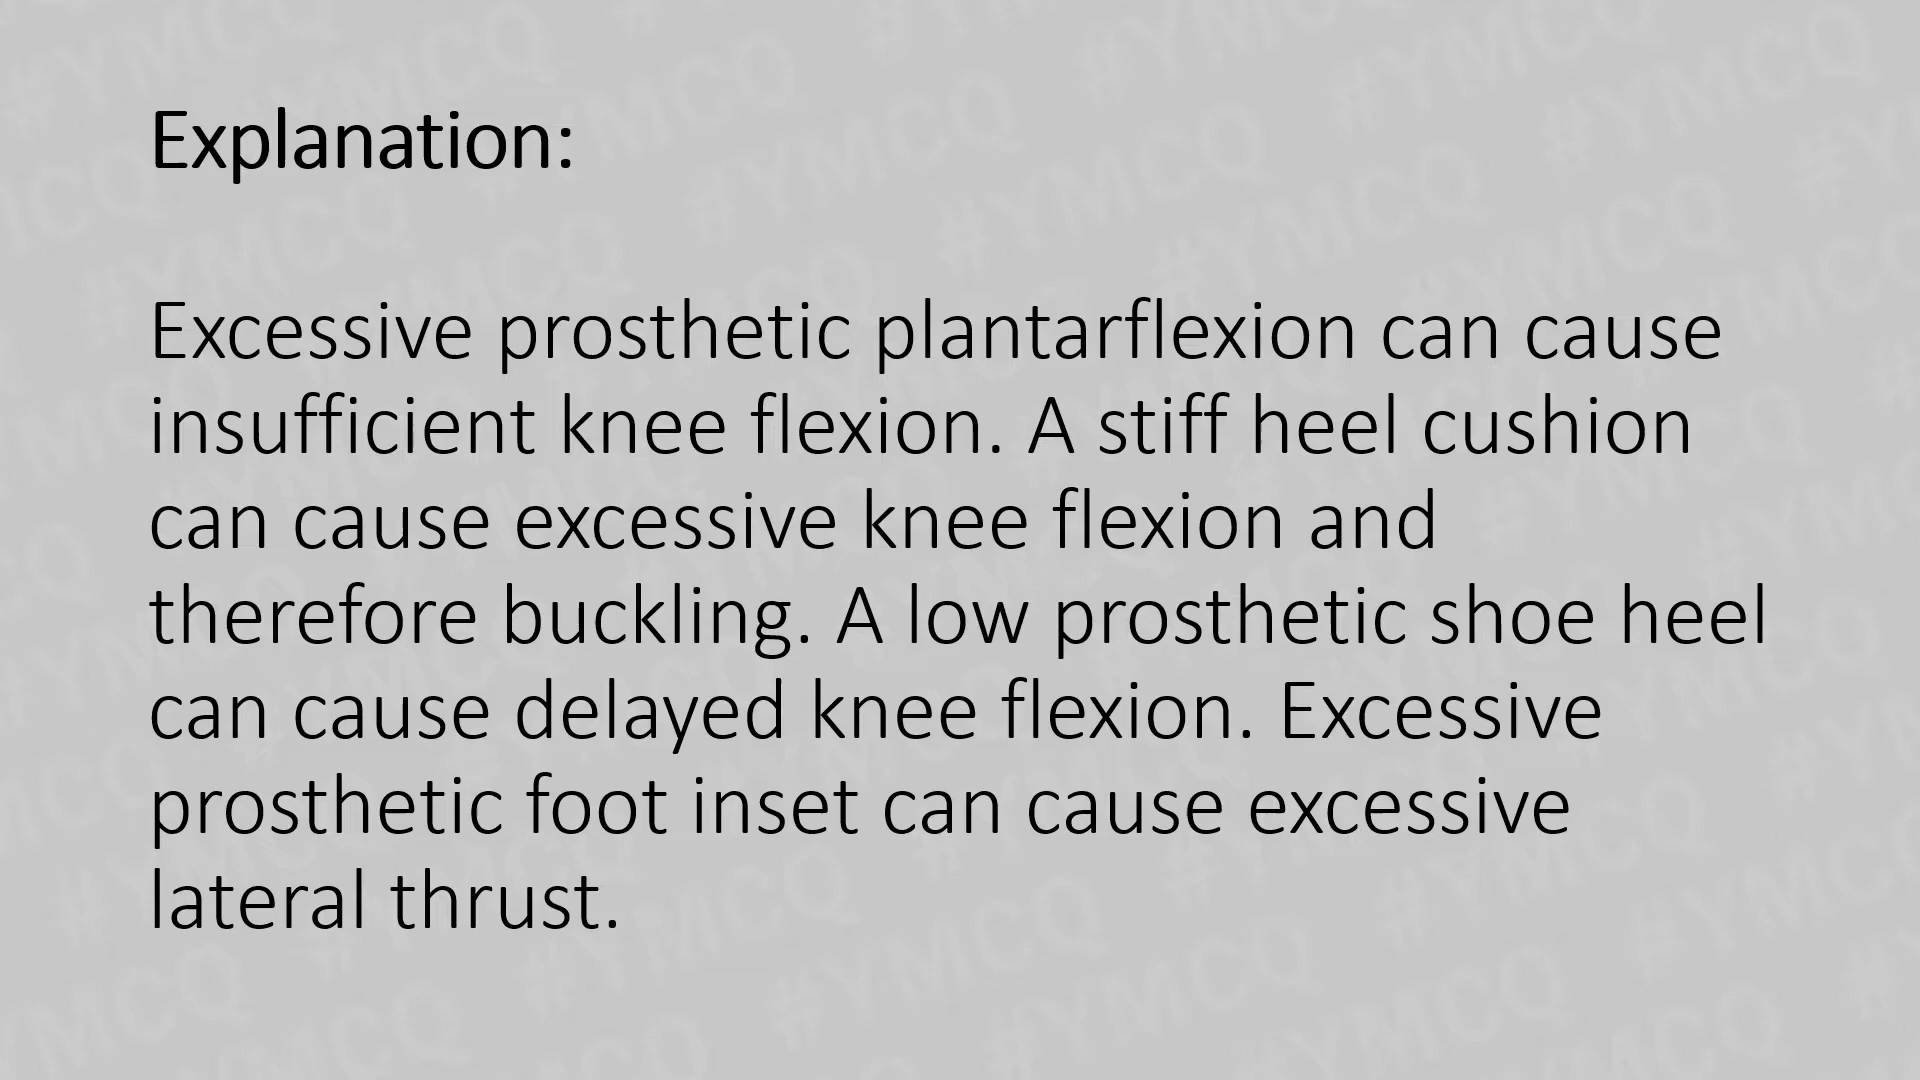 Explanation:
Excessive prosthetic plantarflexion can cause
insufficient knee flexion. A stiff heel cushion
can cause excessive knee flexion and
therefore buckling. A low prosthetic shoe heel
can cause delayed knee flexion. Excessive
prosthetic foot inset can cause excessive
lateral thrust.
#YMCQ